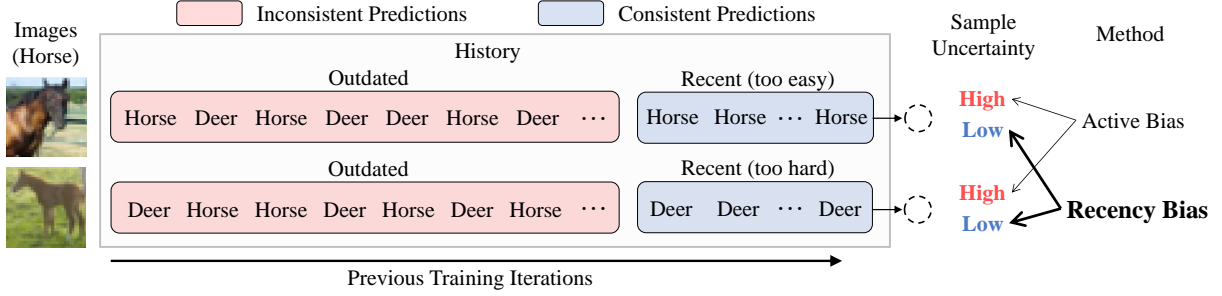 Inconsistent Predictions Consistent Predictions
Images
(Horse)
History
Sample
Uncertainty
Method
Outdated Recent (too easy)
Horse Deer Horse Deer Deer Horse Deer ··· Horse Horse ··· Horse
High
Low
Active Bias
Outdated Recent (too hard)
Deer Horse Horse Deer Horse Deer Horse ··· Deer Deer ··· Deer
High
Low
Recency Bias
Previous Training Iterations